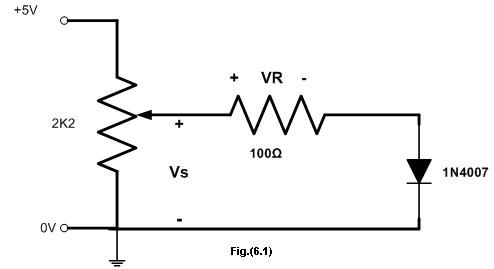 +5V
+ VR -
2K2
+
100Ω
1N4007
Vs
-
0V
Fig.(6.1)